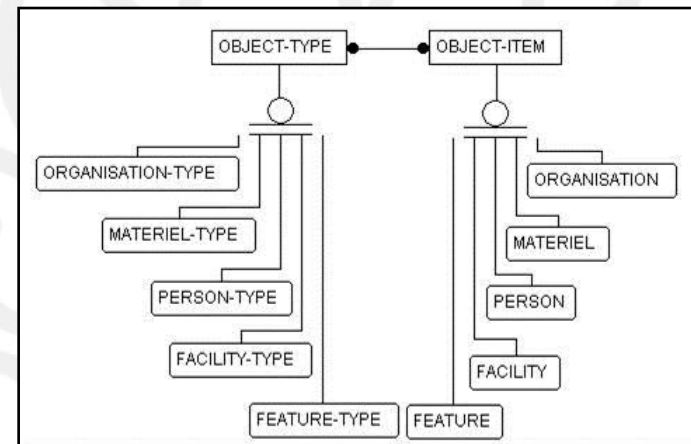 OBJECT-TYPE
OBJECT-ITEM
ORGANISATION-TYPE
MATERIEL-TYPE
PERSON-TYPE
FACILITY-TYPE
FEATURE-TYPE
ORGANISATION
MATERIEL
PERSON
FACILITY
FEATURE